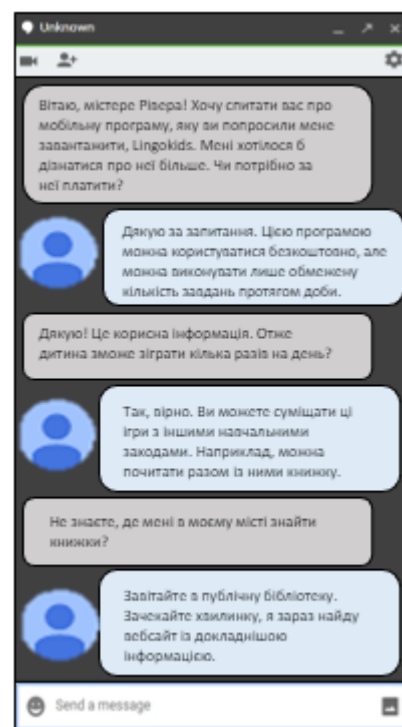 Unknown
Вітаю, містере Рівера! Хочу спитати вас про
мобільну програму, яку ви попросили мене
завантажити, Lingokids. Мені хотілося б
дізнатися про неї більше. Чи потрібно за
неї платити?
Дякую за запитання. Цією програмою
можна користуватися безкоштовно, але
можна виконувати лише обмежену
кількість завдань протягом доби.
Дякую! Це корисна інформація. Отже
дитина зможе зіграти кілька разів на день?
Так, вірно. Ви можете суміщати ці
ігри з іншими навчальними
заходами. Наприклад, можна
почитати разом із ними книжку.
Не знаєте, де мені в моєму місті знайти
книжки?
Завітайте в публічну бібліотеку.
Зачекайте хвилинку, я зараз найду
вебсайт із докладнішою
інформацією.
Send a message